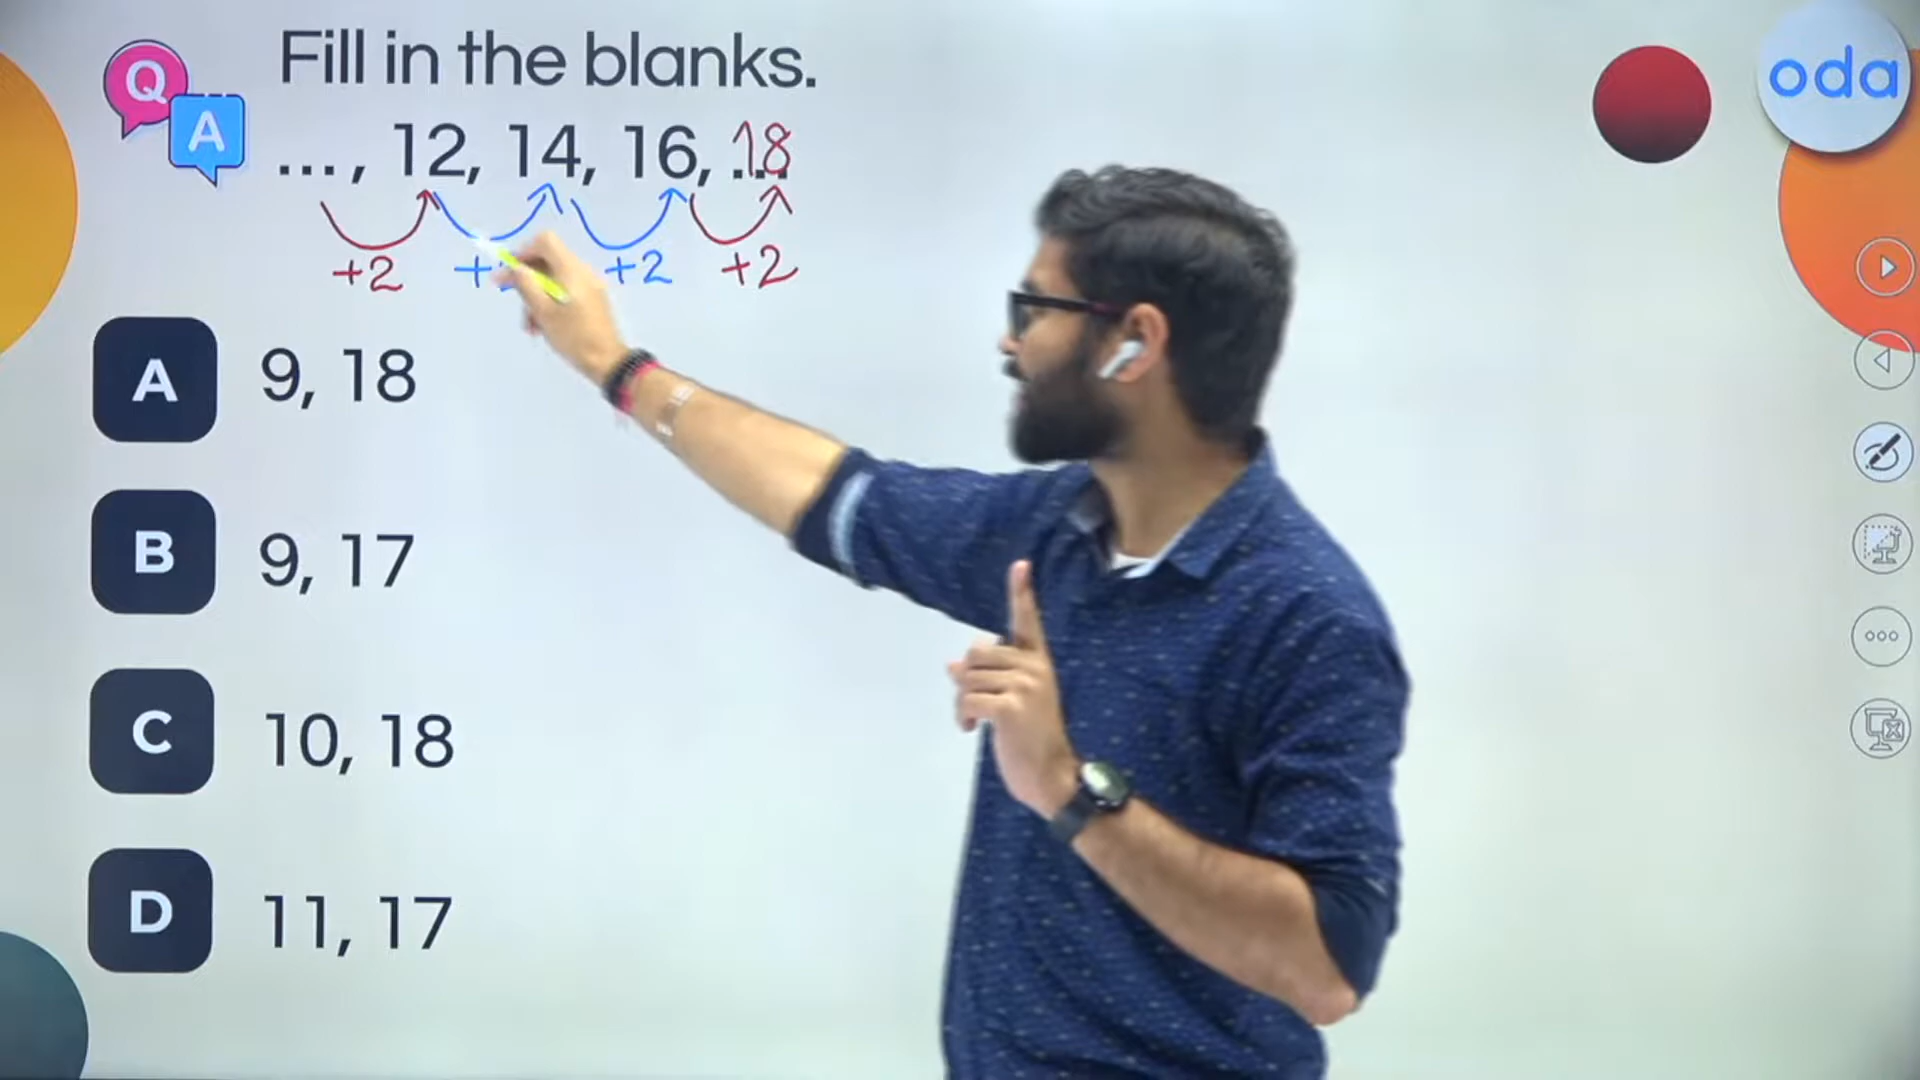 Q
A
Fill in the blanks.
..., 12, 14, 16, ... 18
+2 +2 +2
oda
A 9, 18
B 9, 17
C 10, 18
D 11, 17